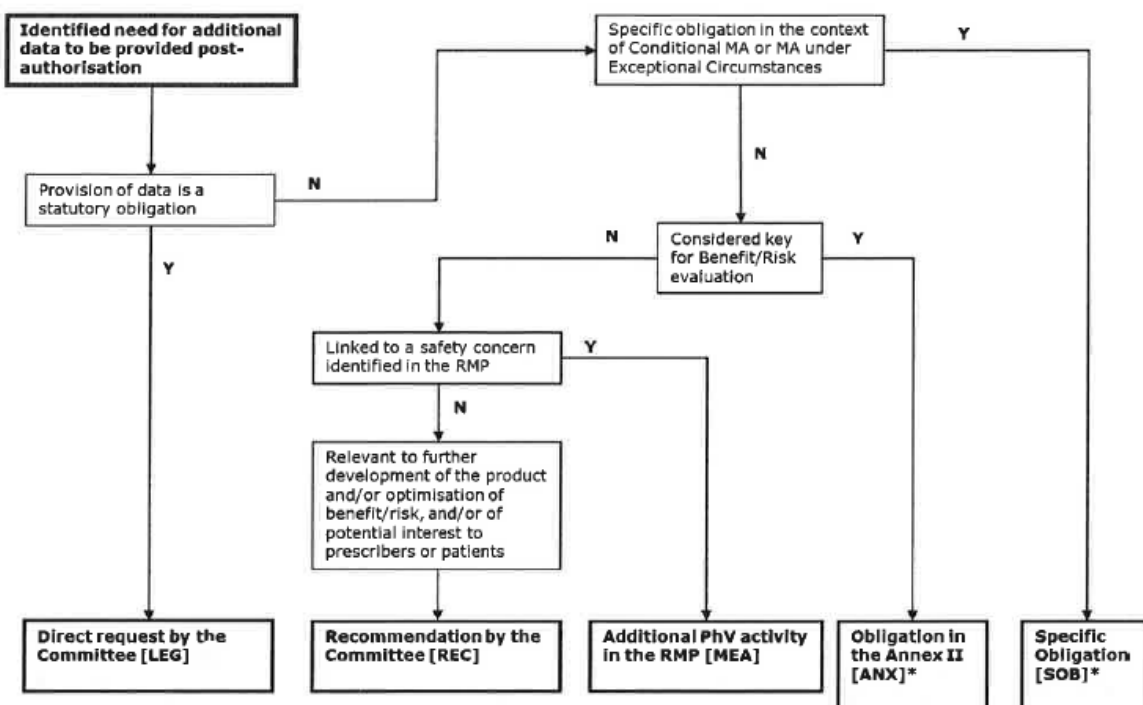 Identified need for additional
data to be provided post-
authorisation
Specific obligation in the context
of Conditional MA or MA under
Exceptional Circumstances
Y
N
N
Provision of data is a
statutory obligation
Y
N
Considered key
for Benefit/Risk
evaluation
Y
Linked to a safety concern
identified in the RMP
Y
N
Relevant to further
development of the product
and/or optimisation of
benefit/risk, and/or of
potential interest to
prescribers or patients
Direct request by the
Committee [LEG]
Recommendation by the
Committee [REC]
Additional PhV activity
in the RMP [MEA]
Obligation in
the Annex II
[ANX]*
Specific
Obligation
[SOB]*